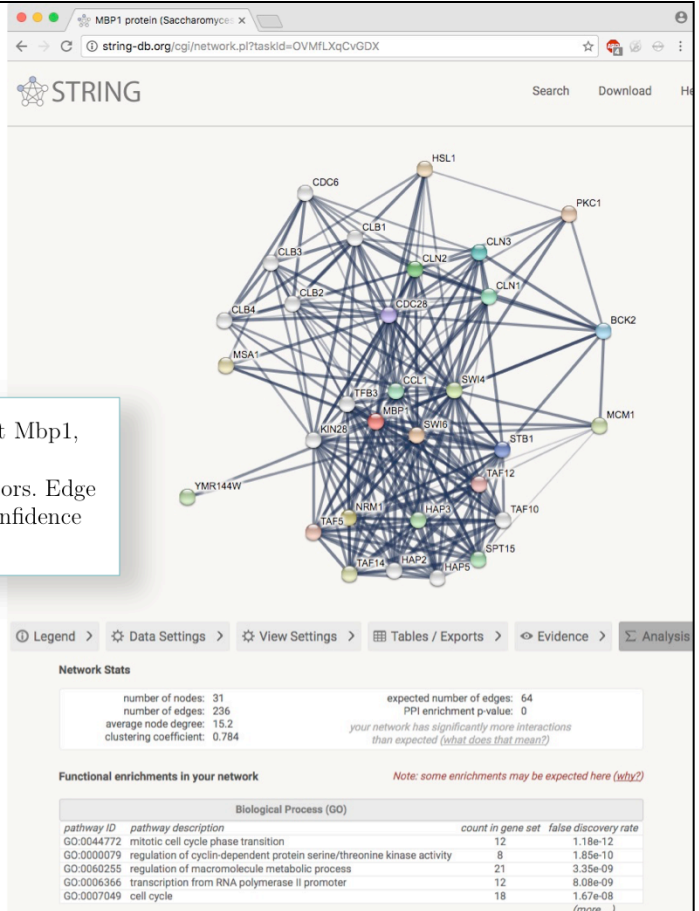 MBP1 protein (Saccharomyces
string-db.org/cgi/network.pl?taskId=OVMfLXqCvGDX
STRING
Search Download He
HSL1
CDC6
PKC1
CLB1
CLN3
CLB3
CLN2
CLN1
CLB2
CDC28
CLB4
BCK2
MSA1
CCL1
SWI4
TFB3
MBP1
MCM1
SWI6
KIN28
STB1
TAF12
YMR144W
NRM1
HAP3
TAF10
TAF5
SPT15
TAF14
HAP2
HAP5
t Mbp1,
ors. Edge
nfidence
Legend > Data Settings > View Settings > Tables / Exports > Evidence > Σ Analysis
Network Stats
number of nodes: 31
number of edges: 236
average node degree: 15.2
clustering coefficient: 0.784
expected number of edges: 64
PPI enrichment p-value: 0
your network has significantly more interactions
than expected (what does that mean?)
Functional enrichments in your network Note: some enrichments may be expected here (why?)
Biological Process (GO)
pathway ID pathway description count in gene set false discovery rate
GO:0044772 mitotic cell cycle phase transition 12 1.18e-12
GO:0000079 regulation of cyclin-dependent protein serine/threonine kinase activity 8 1.85e-10
GO:0060255 regulation of macromolecule metabolic process 21 3.35e-09
GO:0006366 transcription from RNA polymerase II promoter 12 8.08e-09
GO:0007049 cell cycle 18 1.67e-08
(more ...)